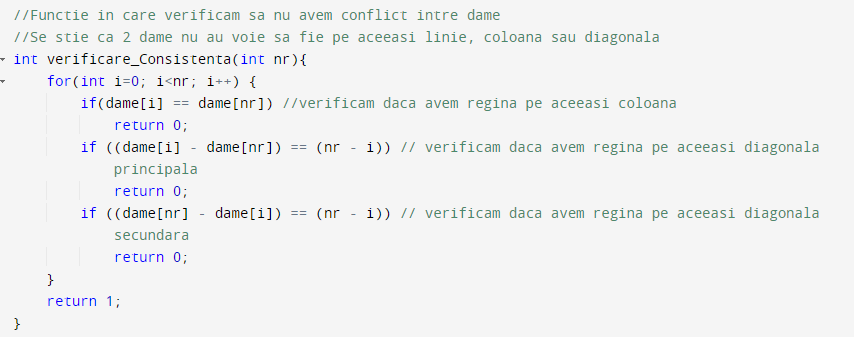 //Functie in care verificam sa nu avem conflict intre dame
//Se stie ca 2 dame nu au voie sa fie pe aceeasi linie, coloana sau diagonala
int verificare_Consistenta(int nr){
    for(int i=0; i<nr; i++) {
        if(dame[i] == dame[nr]) //verificam daca avem regina pe aceeasi coloana
            return 0;
        if ((dame[i] - dame[nr]) == (nr - i)) // verificam daca avem regina pe aceeasi diagonala
            principala
            return 0;
        if ((dame[nr] - dame[i]) == (nr - i)) // verificam daca avem regina pe aceeasi diagonala
            secundara
            return 0;
    }
    return 1;
}